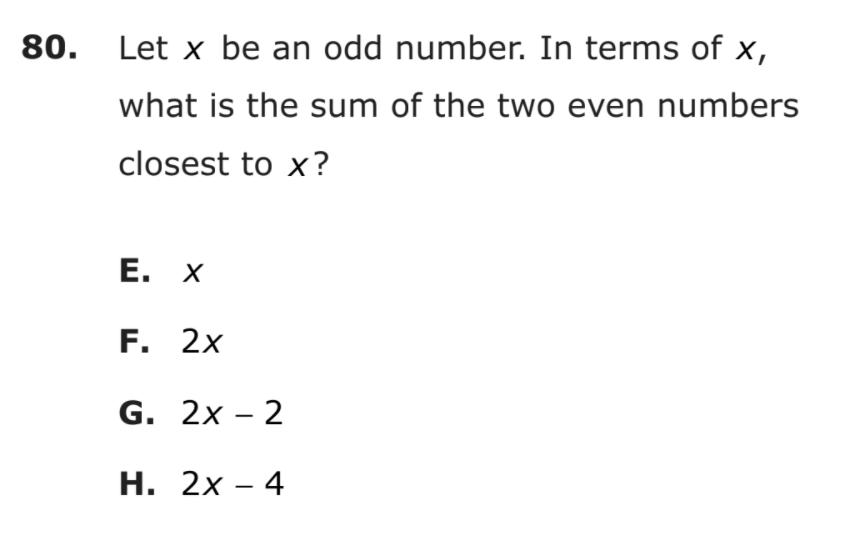 80. Let x be an odd number. In terms of x,
what is the sum of the two even numbers
closest to x?
E. x
F. 2x
G. 2x – 2
H. 2x – 4